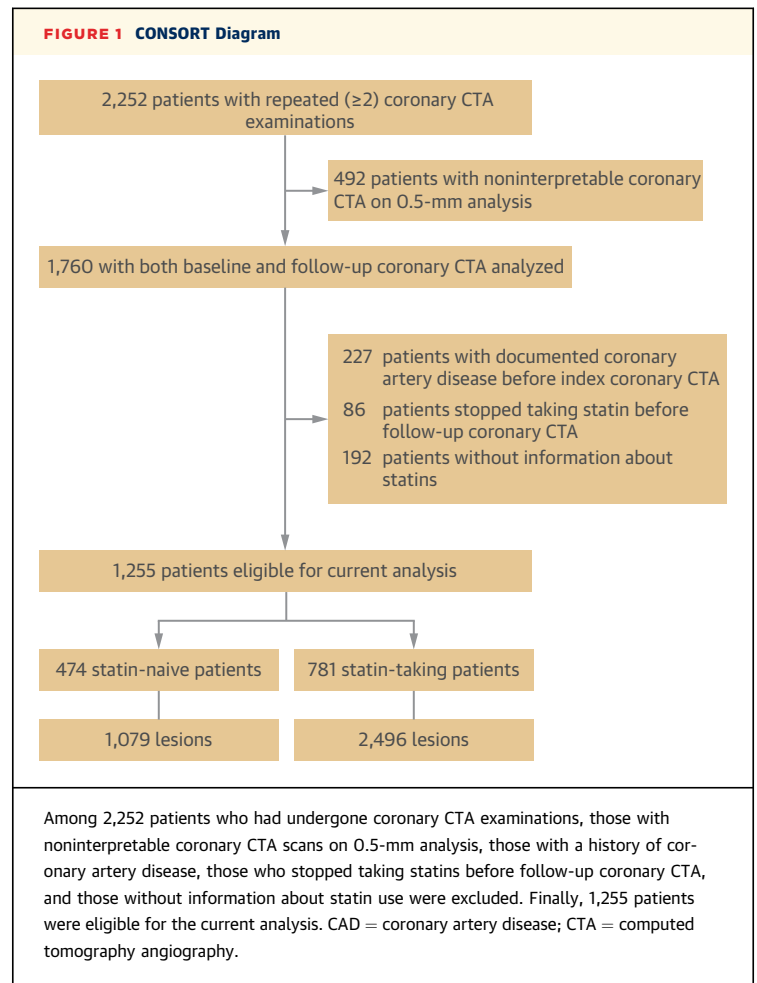 FIGURE 1 CONSORT Diagram
2,252 patients with repeated (≥2) coronary CTA
examinations
492 patients with noninterpretable coronary
CTA on 0.5-mm analysis
1,760 with both baseline and follow-up coronary CTA analyzed
227 patients with documented coronary
artery disease before index coronary CTA
86 patients stopped taking statin before
follow-up coronary CTA
192 patients without information about
statins
1,255 patients eligible for current analysis
474 statin-naive patients
781 statin-taking patients
1,079 lesions
2,496 lesions
Among 2,252 patients who had undergone coronary CTA examinations, those with
noninterpretable coronary CTA scans on 0.5-mm analysis, those with a history of cor-
onary artery disease, those who stopped taking statins before follow-up coronary CTA,
and those without information about statin use were excluded. Finally, 1,255 patients
were eligible for the current analysis. CAD = coronary artery disease; CTA = computed
tomography angiography.